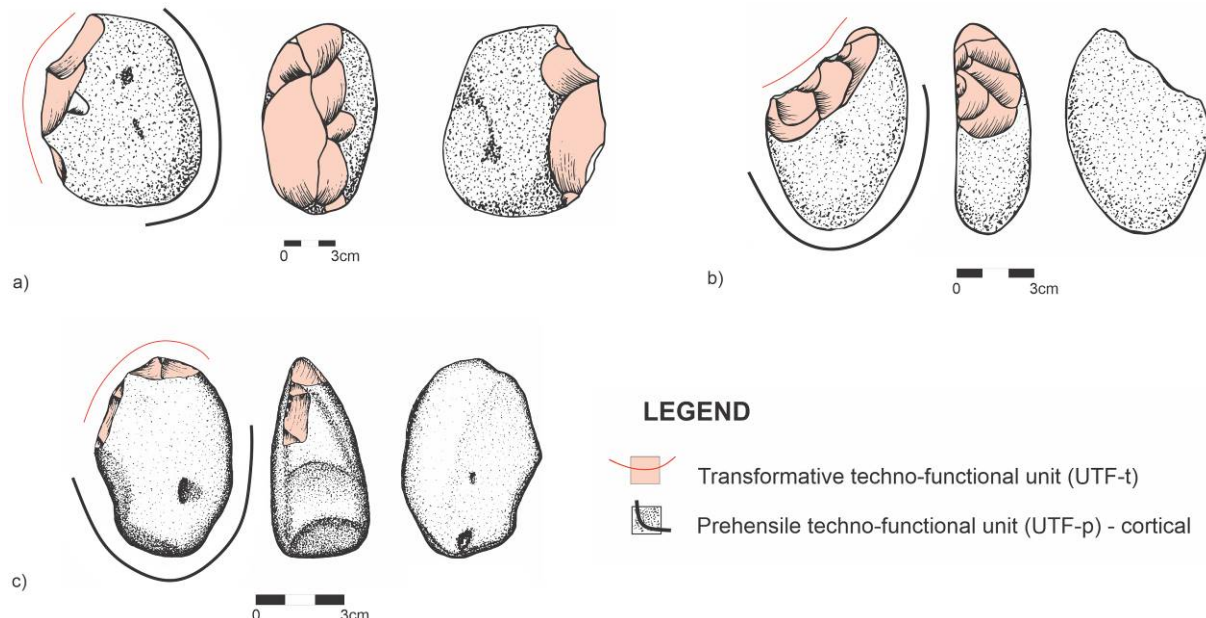 0 3cm
a)
0 3cm
b)
0 3cm
c)
LEGEND
Transformative techno-functional unit (UTF-t)
Prehensile techno-functional unit (UTF-p) - cortical